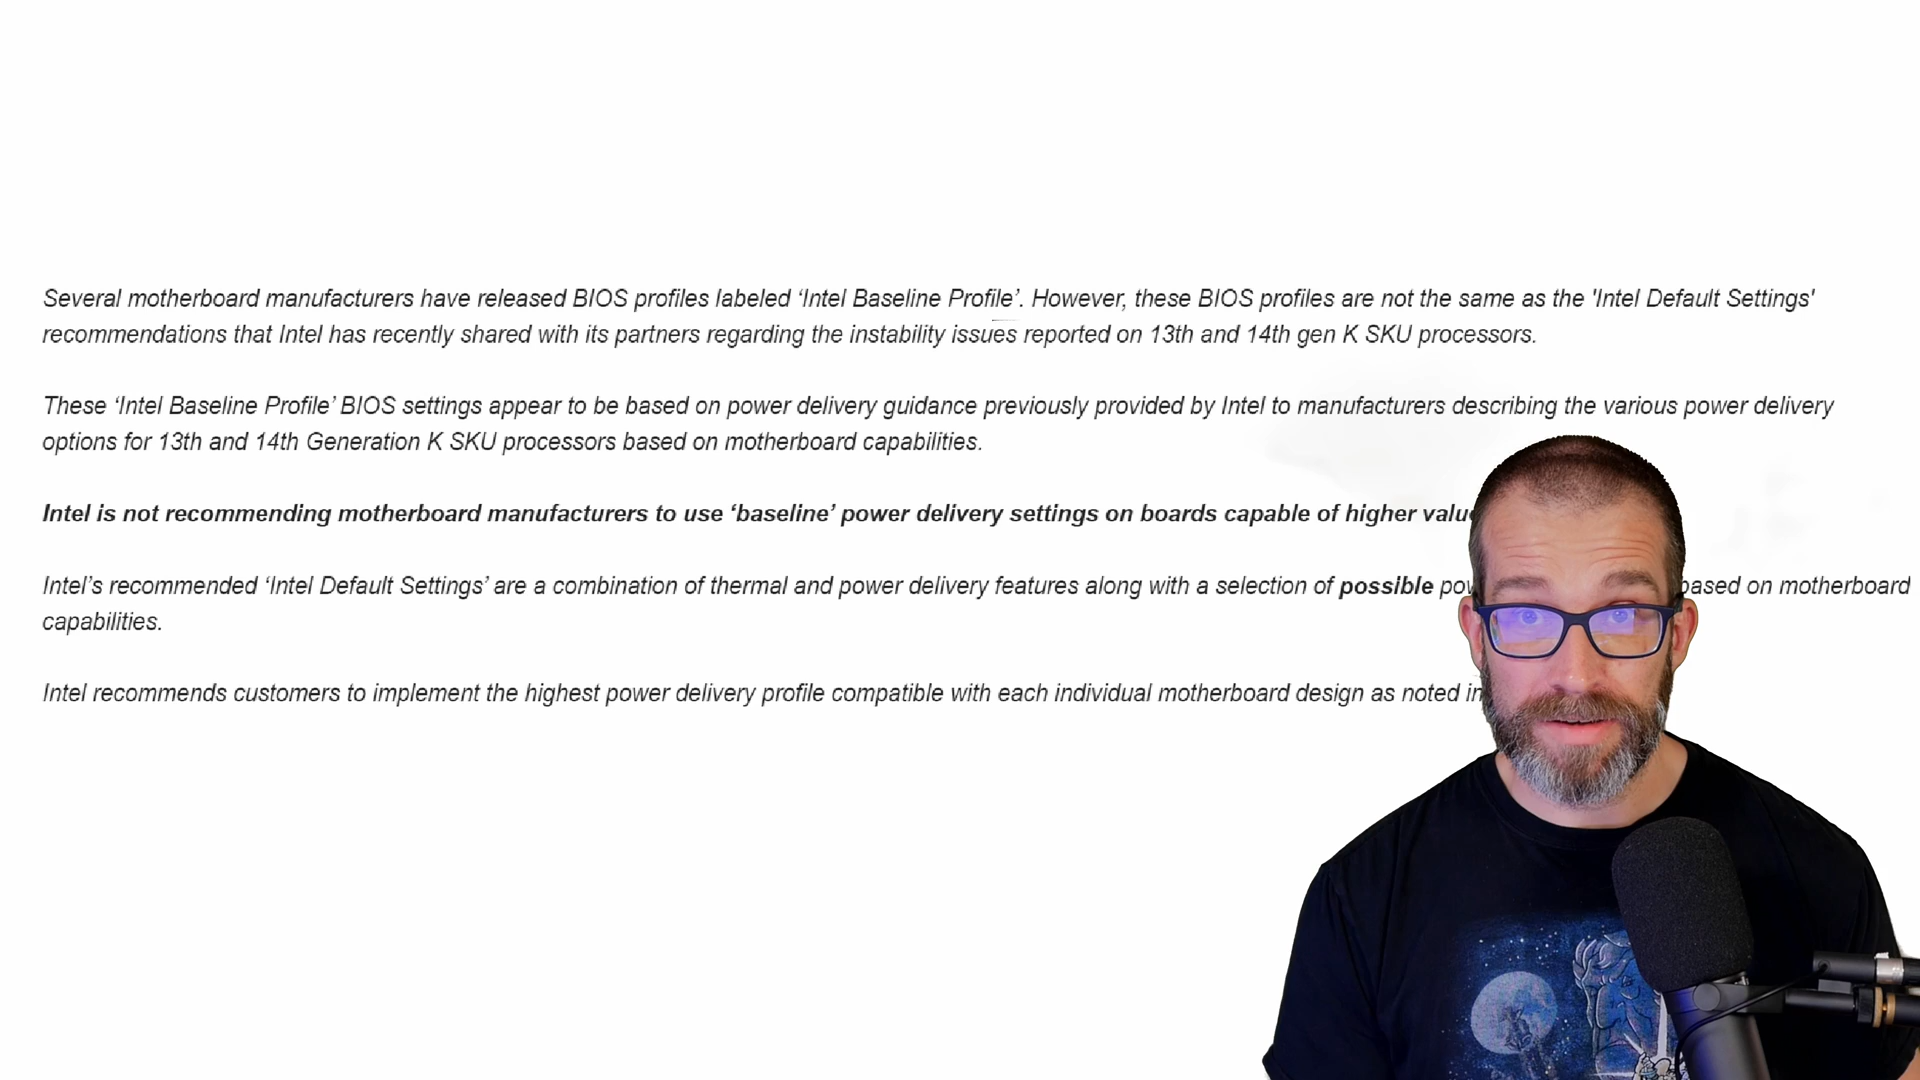 Several motherboard manufacturers have released BIOS profiles labeled ‘Intel Baseline Profile’. However, these BIOS profiles are not the same as the 'Intel Default Settings'
recommendations that Intel has recently shared with its partners regarding the instability issues reported on 13th and 14th gen K SKU processors.
These ‘Intel Baseline Profile’ BIOS settings appear to be based on power delivery guidance previously provided by Intel to manufacturers describing the various power delivery
options for 13th and 14th Generation K SKU processors based on motherboard capabilities.
Intel is not recommending motherboard manufacturers to use ‘baseline’ power delivery settings on boards capable of higher
Intel’s recommended ‘Intel Default Settings’ are a combination of thermal and power delivery features along with a selection of possible based on motherboard
capabilities.
Intel recommends customers to implement the highest power delivery profile compatible with each individual motherboard design as noted in